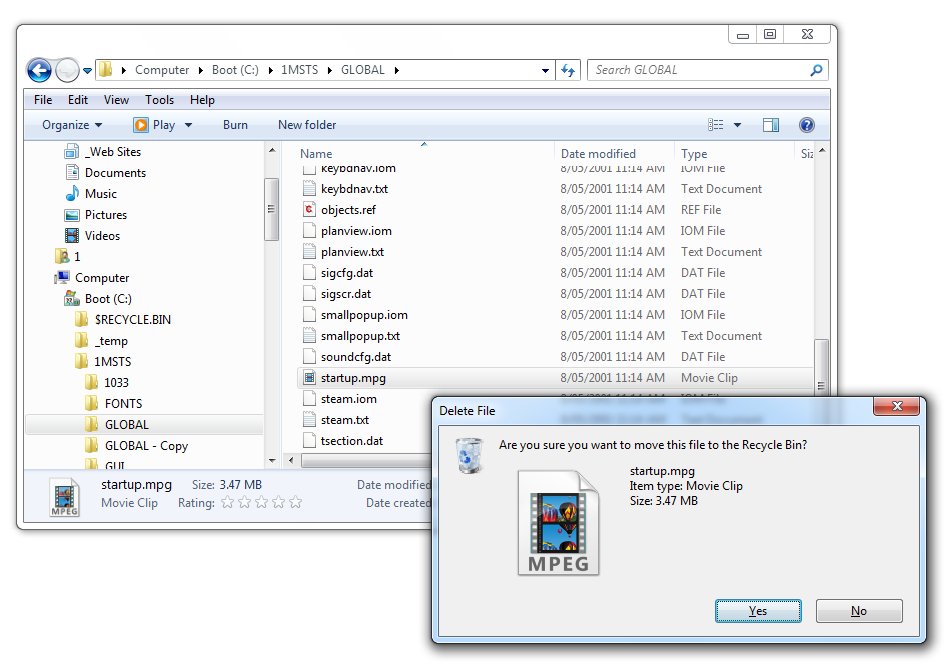 Computer Boot (C:) 1MSTS GLOBAL Search GLOBAL
File Edit View Tools Help
Organize Play Burn New folder
_Web Sites
Documents
Music
Pictures
Videos
1
Computer
Boot (C:)
$RECYCLE.BIN
_temp
1MSTS
1033
FONTS
GLOBAL
GLOBAL - Copy
GUI
Name Date modified Type Siz
keybdnav.iom 8/05/2001 11:14 AM IOM File
keybdnav.txt 8/05/2001 11:14 AM Text Document
objects.ref 8/05/2001 11:14 AM REF File
planview.iom 8/05/2001 11:14 AM IOM File
planview.txt 8/05/2001 11:14 AM Text Document
sigcfg.dat 8/05/2001 11:14 AM DAT File
sigscr.dat 8/05/2001 11:14 AM DAT File
smallpopup.iom 8/05/2001 11:14 AM IOM File
smallpopup.txt 8/05/2001 11:14 AM Text Document
soundcfg.dat 8/05/2001 11:14 AM DAT File
startup.mpg 8/05/2001 11:14 AM Movie Clip
steam.iom
steam.txt
tsection.dat
MPEG
startup.mpg Size: 3.47 MB Date modified
Movie Clip Rating: Date created
Delete File
Are you sure you want to move this file to the Recycle Bin?
startup.mpg
Item type: Movie Clip
Size: 3.47 MB
MPEG
Yes No